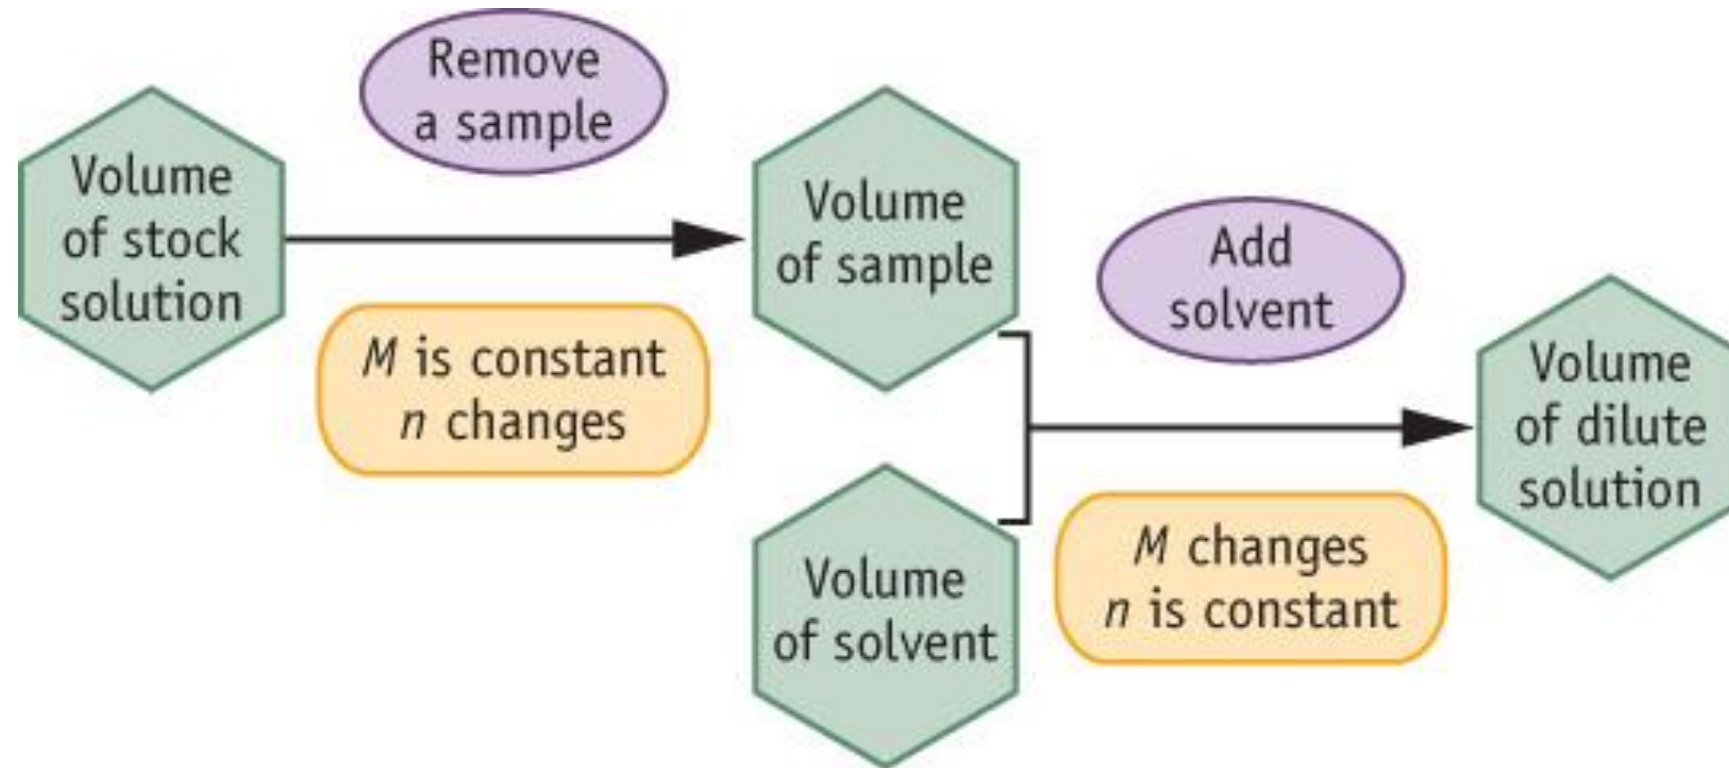 Remove
a sample
Volume
of stock
solution
M is constant
n changes
Volume
of sample
Volume
of solvent
Add
solvent
M changes
n is constant
Volume
of dilute
solution